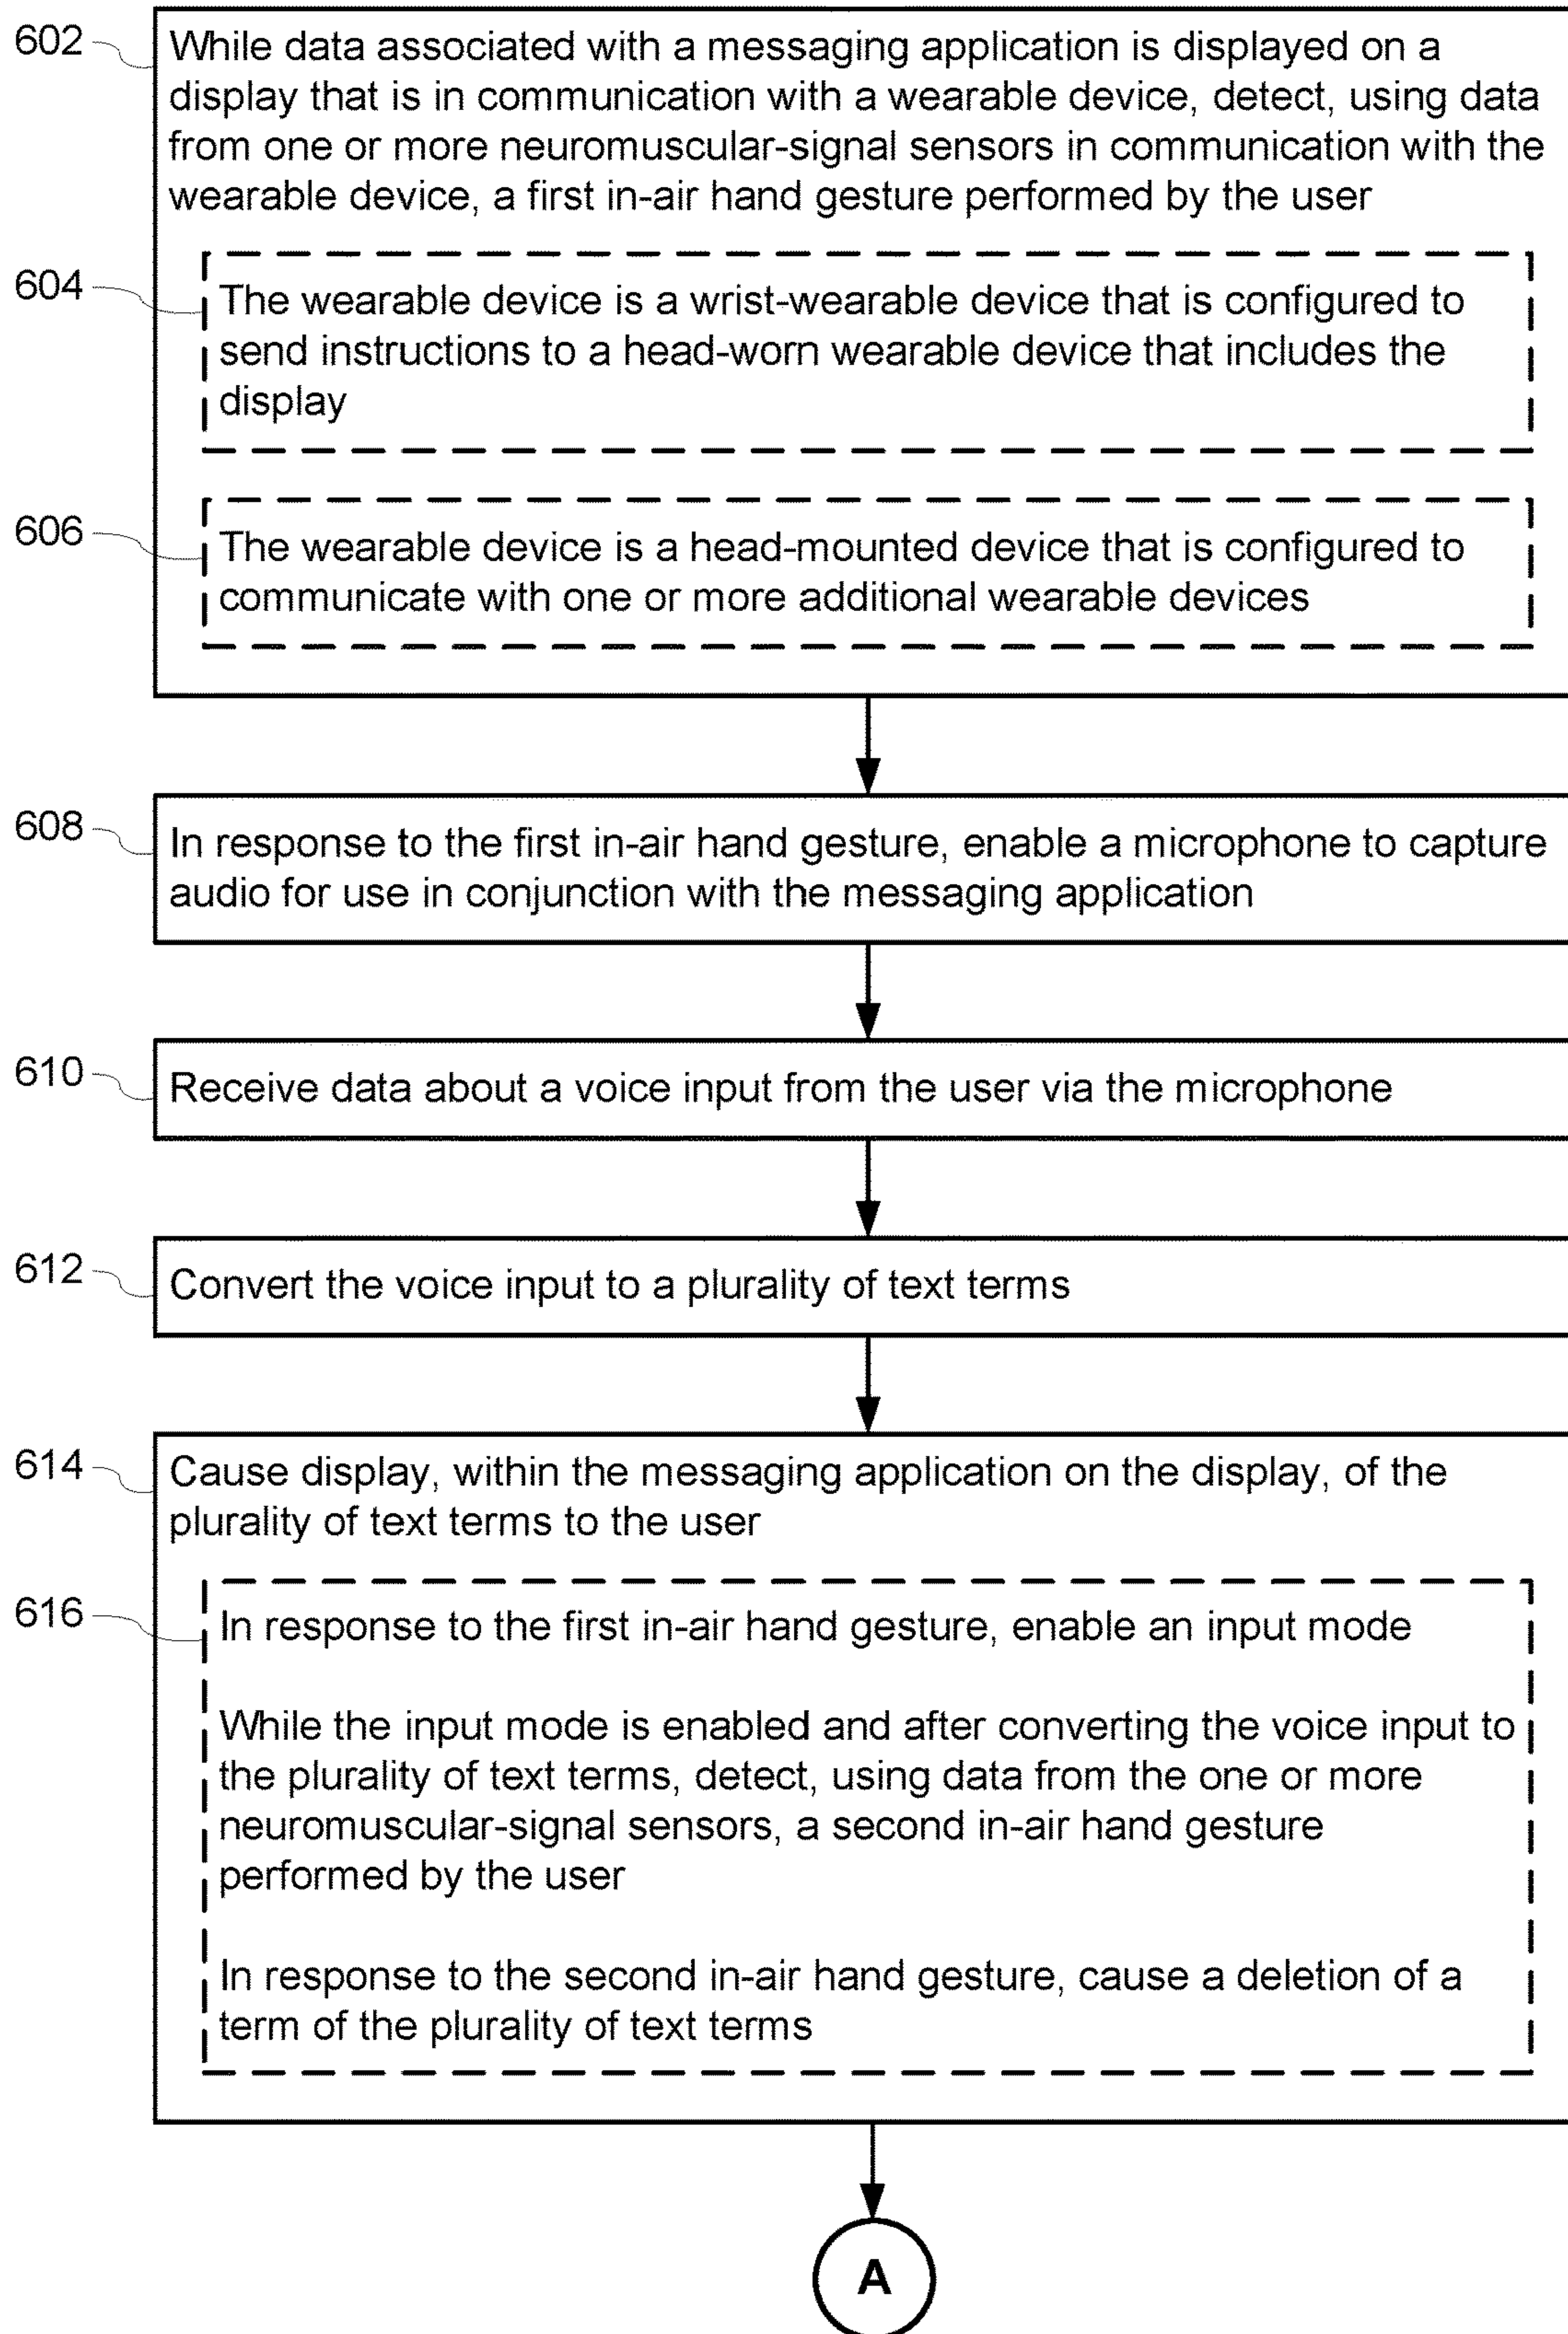 602
While data associated with a messaging application is displayed on a
display that is in communication with a wearable device, detect, using data
from one or more neuromuscular-signal sensors in communication with the
wearable device, a first in-air hand gesture performed by the user
604
The wearable device is a wrist-wearable device that is configured to
send instructions to a head-worn wearable device that includes the
display
606
The wearable device is a head-mounted device that is configured to
communicate with one or more additional wearable devices
608
In response to the first in-air hand gesture, enable a microphone to capture
audio for use in conjunction with the messaging application
610
Receive data about a voice input from the user via the microphone
612
Convert the voice input to a plurality of text terms
614
Cause display, within the messaging application on the display, of the
plurality of text terms to the user
616
In response to the first in-air hand gesture, enable an input mode
While the input mode is enabled and after converting the voice input to
the plurality of text terms, detect, using data from the one or more
neuromuscular-signal sensors, a second in-air hand gesture
performed by the user
In response to the second in-air hand gesture, cause a deletion of a
term of the plurality of text terms
A